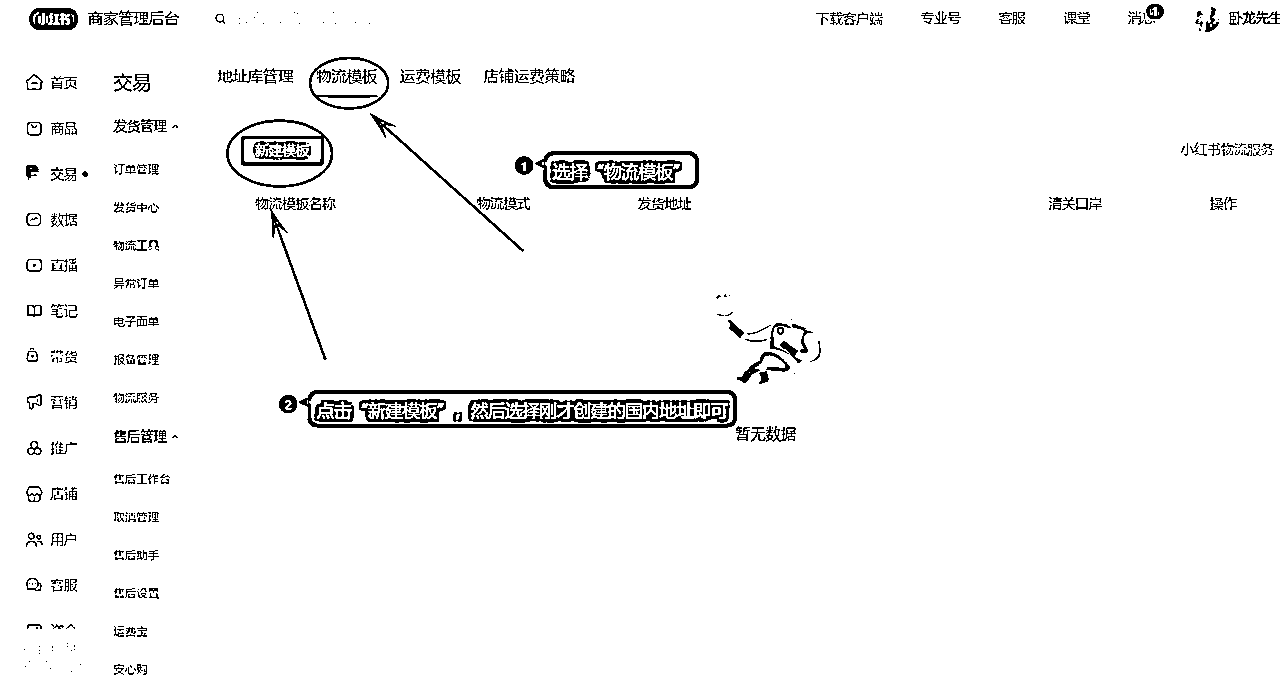 小红书 商家管理后台 下载客户端 专业号 客服 课堂 消息 1 卧龙先生
首页
商品
交易
数据
直播
笔记
带货
营销
推广
店铺
用户
客服
交易
发货管理
订单管理
发货中心
物流工具
异常订单
电子面单
报备管理
物流服务
售后管理
售后工作台
取消管理
售后助手
售后设置
运费宝
安心购
地址库管理 物流模板 运费模板 店铺运费策略
新建模板
1 选择 “物流模板”
小红书物流服务
物流模板名称 物流模式 发货地址 清关口岸 操作
2 点击 “新建模板” ，然后选择刚才创建的国内地址即可
暂无数据